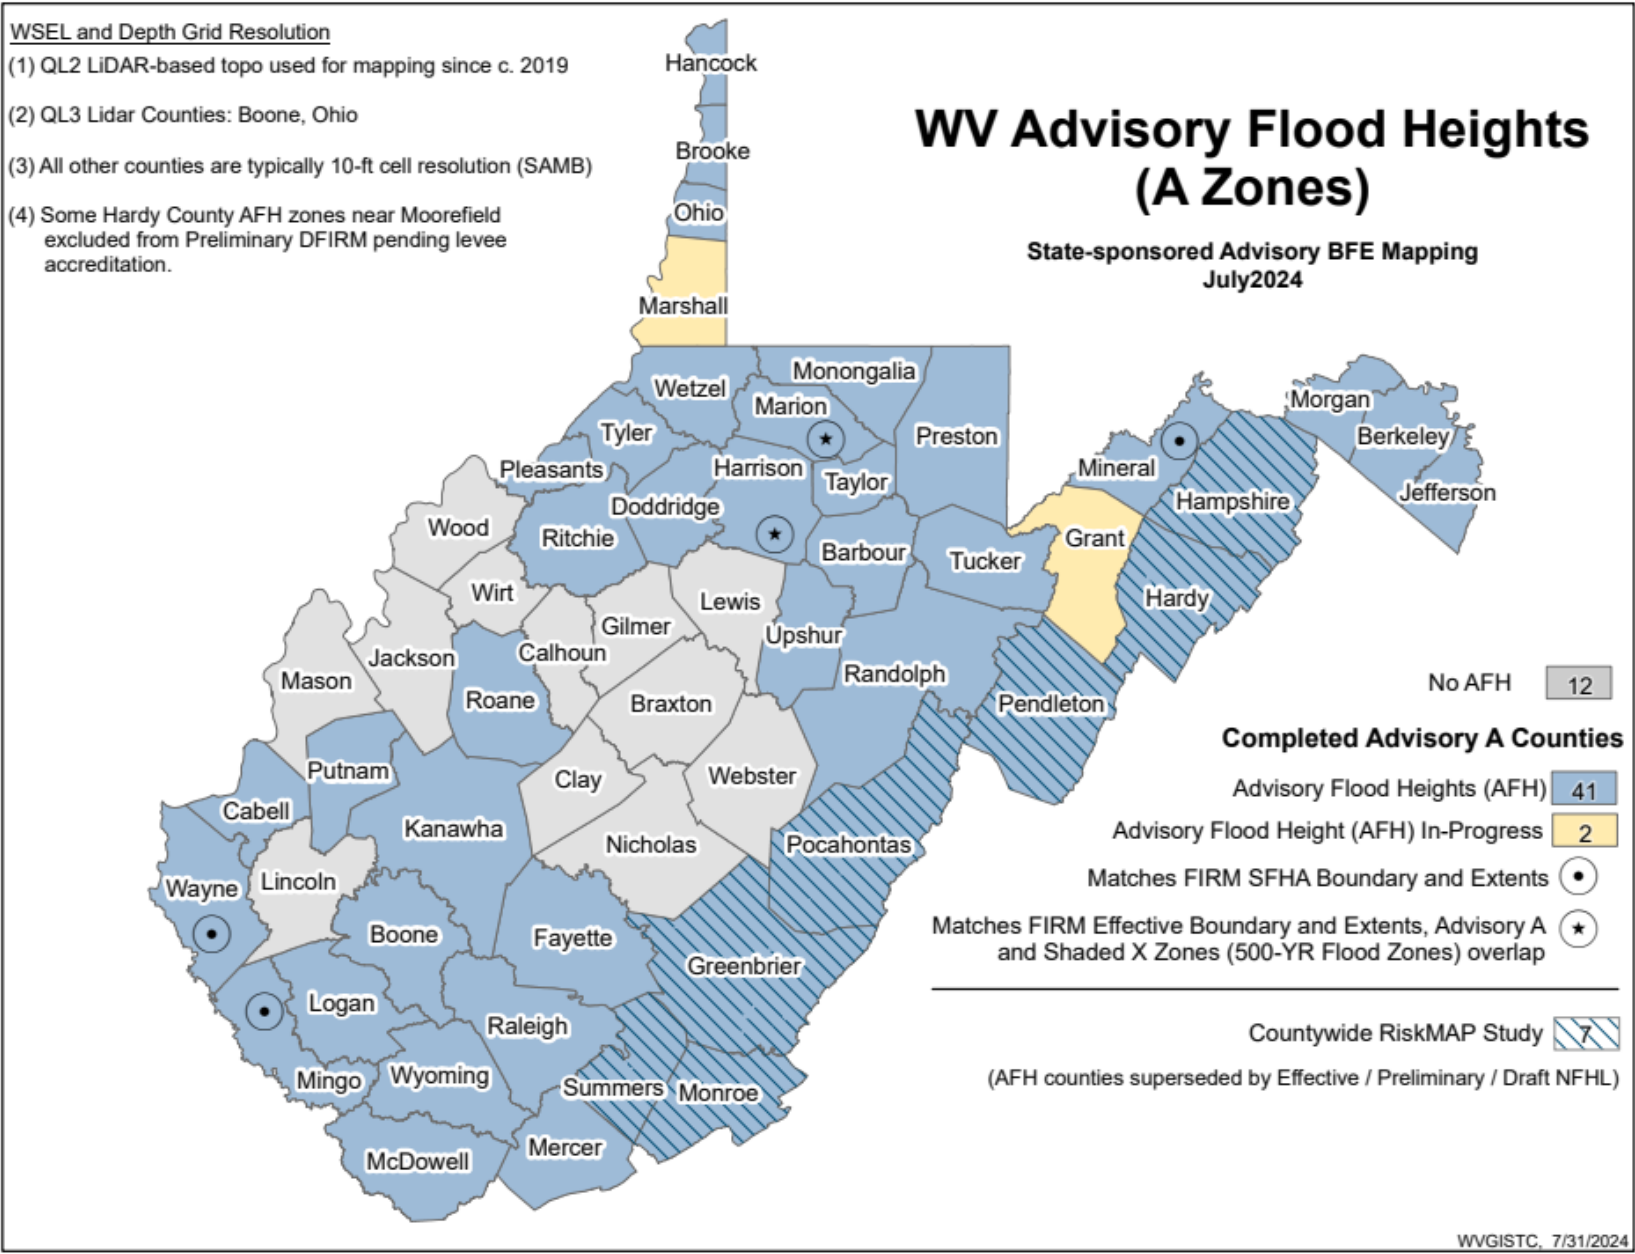 WSEL and Depth Grid Resolution
(1) QL2 LiDAR-based topo used for mapping since c. 2019
(2) QL3 Lidar Counties: Boone, Ohio
(3) All other counties are typically 10-ft cell resolution (SAMB)
(4) Some Hardy County AFH zones near Moorefield
excluded from Preliminary DFIRM pending levee
accreditation.
WV Advisory Flood Heights
(A Zones)
State-sponsored Advisory BFE Mapping
July2024
Hancock
Brooke
Ohio
Marshall
Wetzel
Monongalia
Marion
Preston
Tyler
Pleasants
Harrison
Taylor
Doddridge
Ritchie
Wood
Wirt
Barbour
Tucker
Mineral
Grant
Hampshire
Hardy
Morgan
Berkeley
Jefferson
Lewis
Gilmer
Upshur
Calhoun
Jackson
Mason
Roane
Braxton
Randolph
Pendleton
Putnam
Clay
Webster
Cabell
Kanawha
Nicholas
Pocahontas
Wayne
Lincoln
Boone
Fayette
Greenbrier
Logan
Raleigh
Mingo
Wyoming
Summers
Monroe
McDowell
Mercer
No AFH 12
Completed Advisory A Counties
Advisory Flood Heights (AFH) 41
Advisory Flood Height (AFH) In-Progress 2
Matches FIRM SFHA Boundary and Extents
Matches FIRM Effective Boundary and Extents, Advisory A
and Shaded X Zones (500-YR Flood Zones) overlap
Countywide RiskMAP Study 7
(AFH counties superseded by Effective / Preliminary / Draft NFHL)
WVGISTC, 7/31/2024